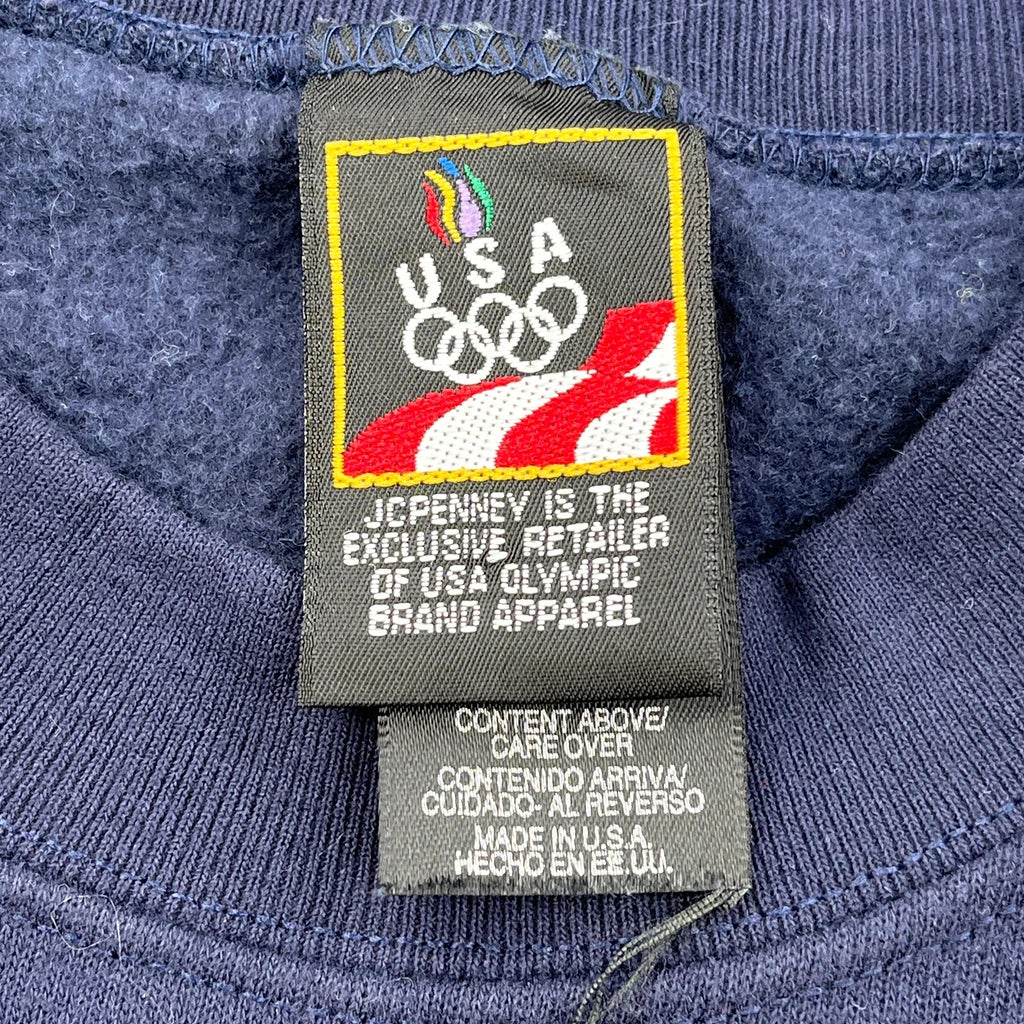 USA
JCPENNEY IS THE
EXCLUSIVE RETAILER
OF USA OLYMPIC
BRAND APPAREL
CONTENT ABOVE/
CARE OVER
CONTENIDO ARRIVA/
CUIDADO- AL REVERSO
MADE IN U.S.A.
HECHO EN EE.UU.